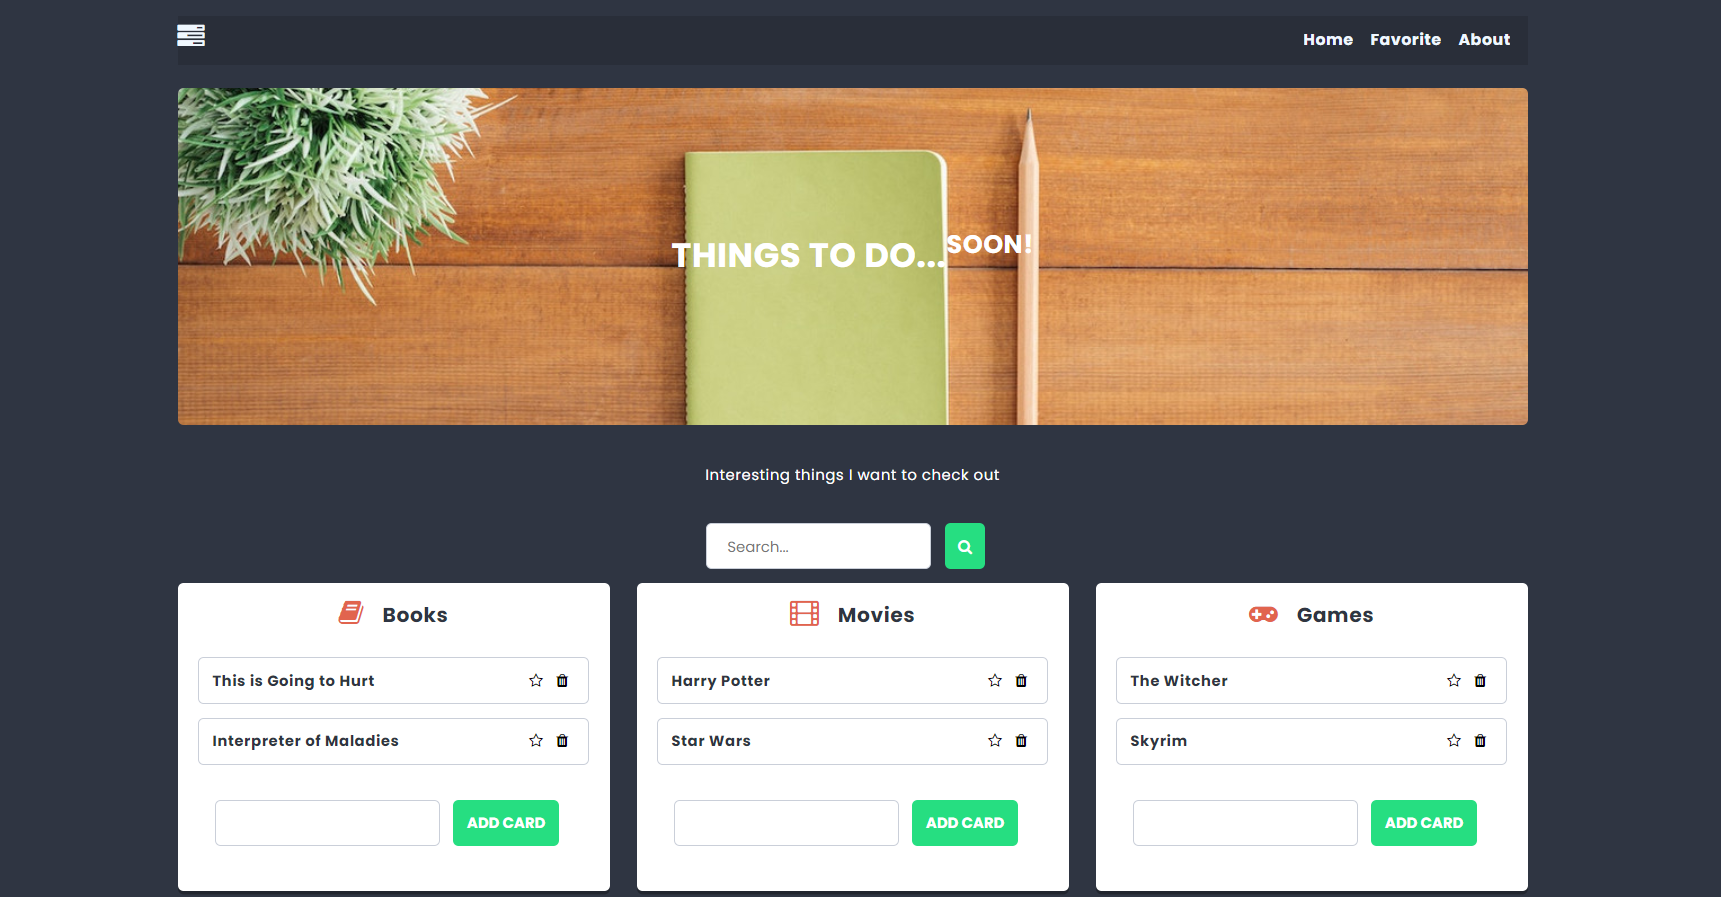 Home Favorite About
THINGS TO DO...SOON!
Interesting things I want to check out
Search...
Books
This is Going to Hurt
Interpreter of Maladies
ADD CARD
Movies
Harry Potter
Star Wars
ADD CARD
Games
The Witcher
Skyrim
ADD CARD